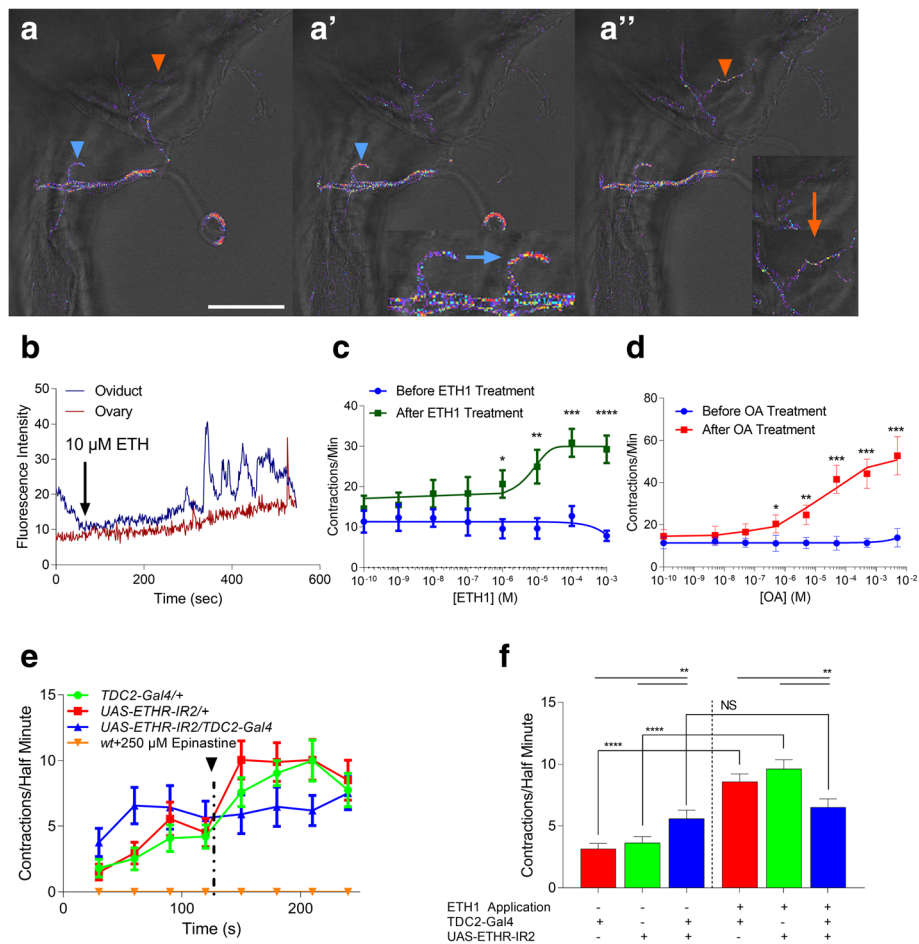 a
a'
a''
b
c
d
Oviduct
Ovary
10 µM ETH
Fluorescence Intensity
50
40
30
20
10
0
0
200
400
600
Time (sec)
Before ETH1 Treatment
After ETH1 Treatment
Contractions/Min
40
30
20
10
0
*
**
***
****
10-10
10-9
10-8
10-7
10-6
10-5
10-4
10-3
[ETH1] (M)
Before OA Treatment
After OA Treatment
Contractions/Min
80
60
40
20
0
*
**
***
***
***
10-10
10-9
10-8
10-7
10-6
10-5
10-4
10-3
10-2
[OA] (M)
e
f
TDC2-Gal4/+
UAS-ETHR-IR2/+
UAS-ETHR-IR2/TDC2-Gal4
wt+250 µM Epinastine
Contractions/Half Minute
15
10
5
0
0
100
200
Time (s)
Contractions/Half Minute
15
10
5
0
**
**
NS
****
****
ETH1 Application - - - + + +
TDC2-Gal4 + - + + - +
UAS-ETHR-IR2 - + + - + +